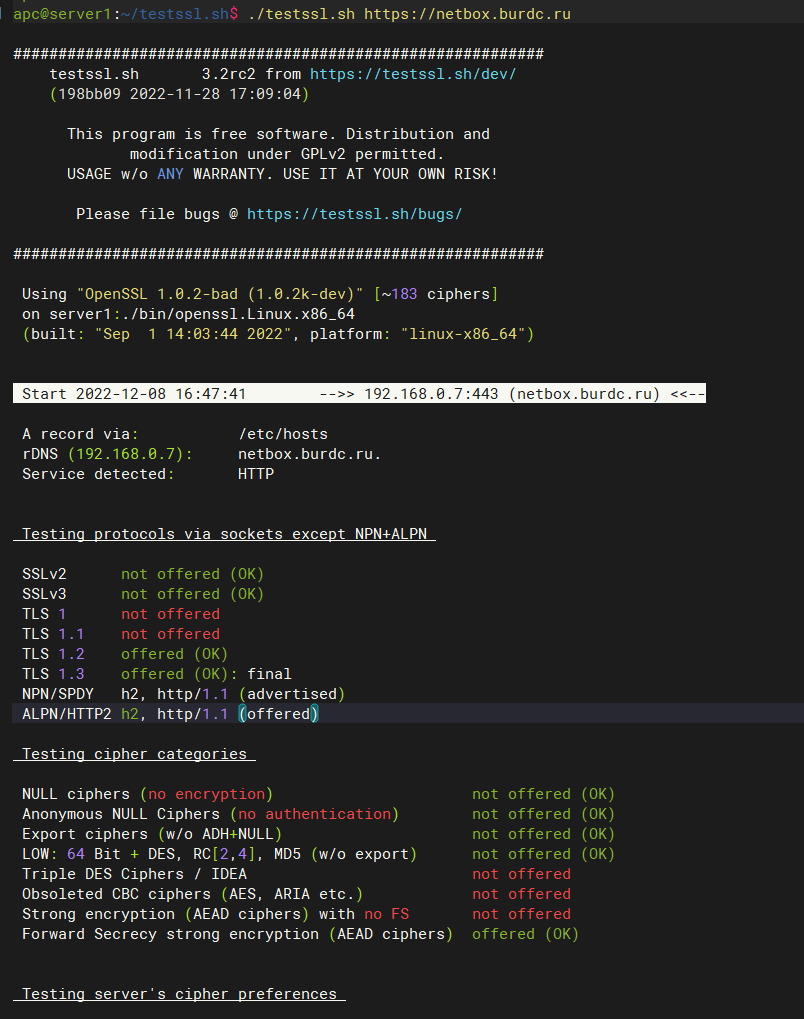 apc@server1:~/testssl.sh$ ./testssl.sh https://netbox.burdc.ru
###########################################################
testssl.sh 3.2rc2 from https://testssl.sh/dev/
(198bb09 2022-11-28 17:09:04)
This program is free software. Distribution and
modification under GPLv2 permitted.
USAGE w/o ANY WARRANTY. USE IT AT YOUR OWN RISK!
Please file bugs @ https://testssl.sh/bugs/
###########################################################
Using "OpenSSL 1.0.2-bad (1.0.2k-dev)" [~183 ciphers]
on server1:./bin/openssl.Linux.x86_64
(built: "Sep  1 14:03:44 2022", platform: "linux-x86_64")
Start 2022-12-08 16:47:41 -->> 192.168.0.7:443 (netbox.burdc.ru) <<--
A record via: /etc/hosts
rDNS (192.168.0.7): netbox.burdc.ru.
Service detected: HTTP
Testing protocols via sockets except NPN+ALPN
SSLv2 not offered (OK)
SSLv3 not offered (OK)
TLS 1 not offered
TLS 1.1 not offered
TLS 1.2 offered (OK)
TLS 1.3 offered (OK): final
NPN/SPDY h2, http/1.1 (advertised)
ALPN/HTTP2 h2, http/1.1 (offered)
Testing cipher categories
NULL ciphers (no encryption) not offered (OK)
Anonymous NULL Ciphers (no authentication) not offered (OK)
Export ciphers (w/o ADH+NULL) not offered (OK)
LOW: 64 Bit + DES, RC[2,4], MD5 (w/o export) not offered (OK)
Triple DES Ciphers / IDEA not offered
Obsoleted CBC ciphers (AES, ARIA etc.) not offered
Strong encryption (AEAD ciphers) with no FS not offered
Forward Secrecy strong encryption (AEAD ciphers) offered (OK)
Testing server's cipher preferences